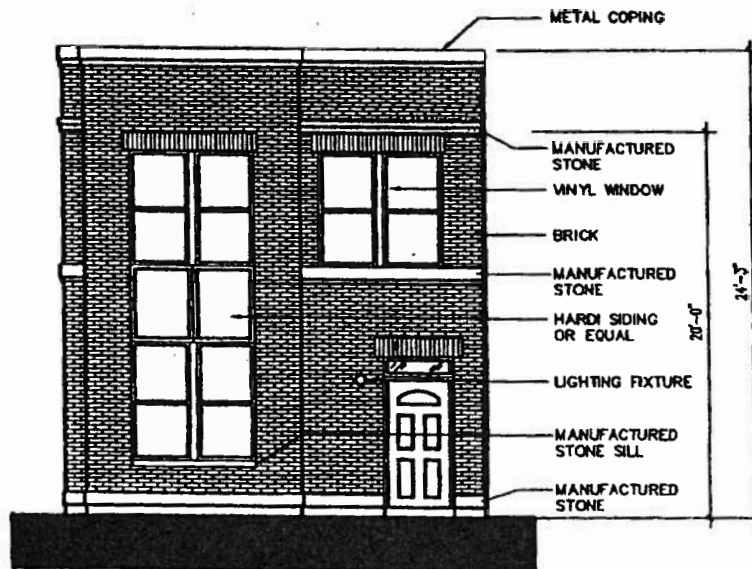 METAL COPING
MANUFACTURED
STONE
VINYL WINDOW
BRICK
MANUFACTURED
STONE
HARDI SIDING
OR EQUAL
LIGHTING FIXTURE
MANUFACTURED
STONE SILL
MANUFACTURED
STONE
20'-0"
24'-3"